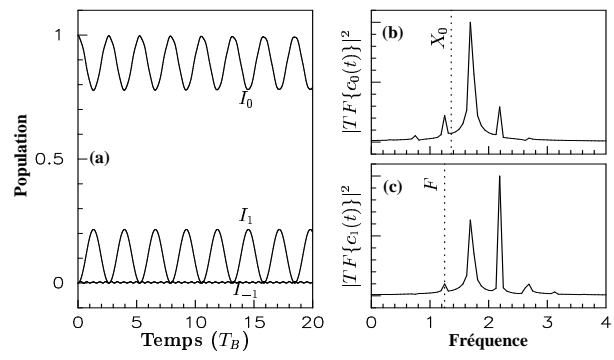 Population
1
0.5
0
(a)
I₀
I₁
I₋₁
0 5 10 15 20
Temps (T_B)
|TF{c₀(t)}|²
(b)
X₀
|TF{c₁(t)}|²
(c)
F
0 1 2 3 4
Fréquence